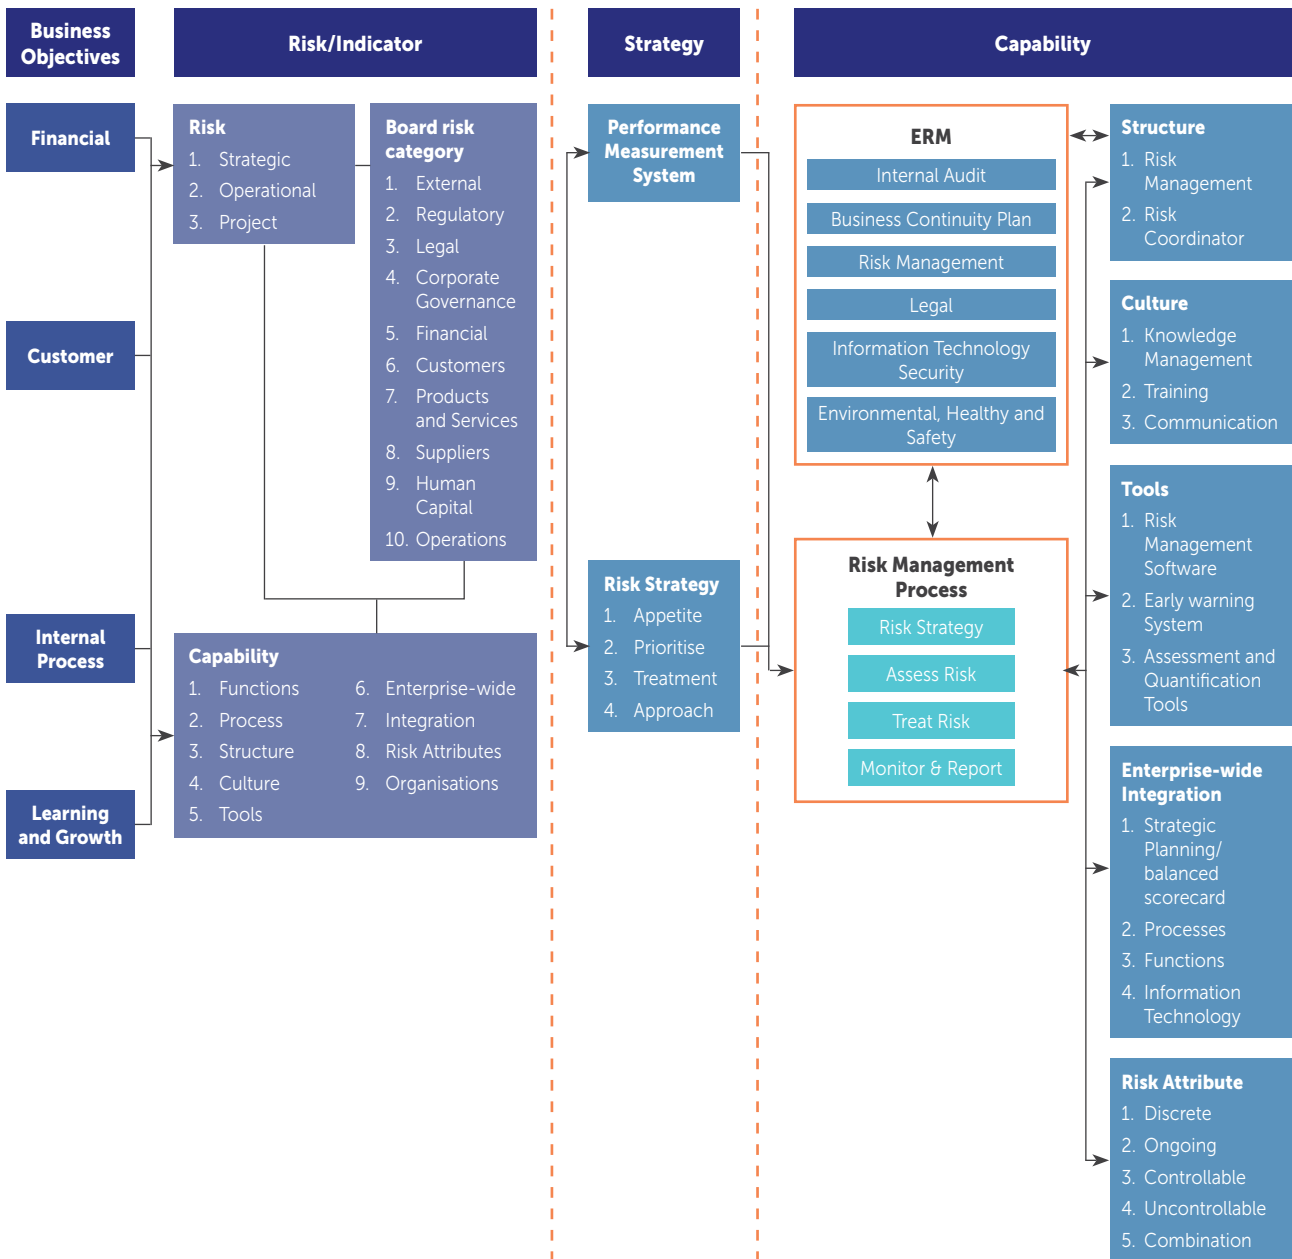 Business
Objectives
Risk/Indicator
Strategy
Capability
Financial
Customer
Internal
Process
Learning
and Growth
Risk
1. Strategic
2. Operational
3. Project
Board risk
category
1. External
2. Regulatory
3. Legal
4. Corporate
Governance
5. Financial
6. Customers
7. Products
and Services
8. Suppliers
9. Human
Capital
10. Operations
Capability
1. Functions
2. Process
3. Structure
4. Culture
5. Tools
6. Enterprise-wide
7. Integration
8. Risk Attributes
9. Organisations
Performance
Measurement
System
Risk Strategy
1. Appetite
2. Prioritise
3. Treatment
4. Approach
ERM
Internal Audit
Business Continuity Plan
Risk Management
Legal
Information Technology
Security
Environmental, Healthy and
Safety
Risk Management
Process
Risk Strategy
Assess Risk
Treat Risk
Monitor & Report
Structure
1. Risk
Management
2. Risk
Coordinator
Culture
1. Knowledge
Management
2. Training
3. Communication
Tools
1. Risk
Management
Software
2. Early warning
System
3. Assessment and
Quantification
Tools
Enterprise-wide
Integration
1. Strategic
Planning/
balanced
scorecard
2. Processes
3. Functions
4. Information
Technology
Risk Attribute
1. Discrete
2. Ongoing
3. Controllable
4. Uncontrollable
5. Combination